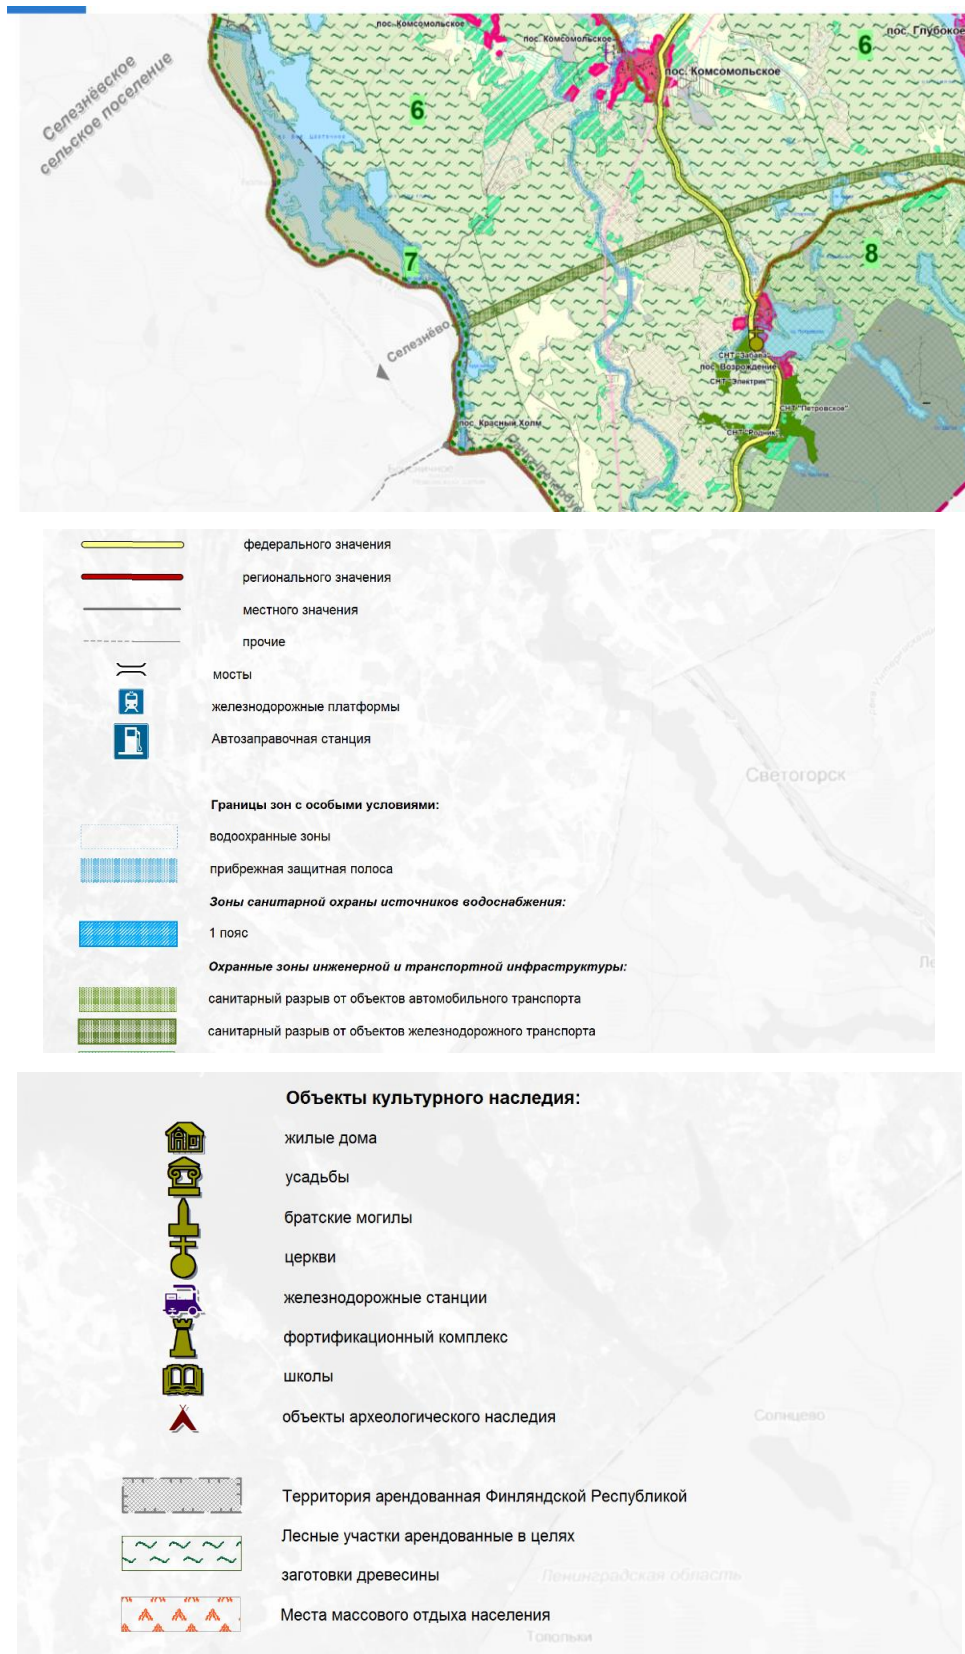 пос. Комсомольское
пос. Комсомольское
пос. Глубокое
6
пос. Комсомольское
Селезнёвское
сельское поселение
6
7
8
Селезнёво
СНТ "Забава"
пос. Возрождение
СНТ "Электрик"
СНТ "Петровское"
пос. Красный Холм
СНТ "Родник"
федерального значения
регионального значения
местного значения
прочие
мосты
железнодорожные платформы
Автозаправочная станция
Светогорск
Границы зон с особыми условиями:
водоохранные зоны
прибрежная защитная полоса
Зоны санитарной охраны источников водоснабжения:
1 пояс
Охранные зоны инженерной и транспортной инфраструктуры:
санитарный разрыв от объектов автомобильного транспорта
санитарный разрыв от объектов железнодорожного транспорта
Объекты культурного наследия:
жилые дома
усадьбы
братские могилы
церкви
железнодорожные станции
фортификационный комплекс
школы
объекты археологического наследия
Солнцево
Территория арендованная Финляндской Республикой
Лесные участки арендованные в целях
заготовки древесины
Ленинградская область
Места массового отдыха населения
Топольки